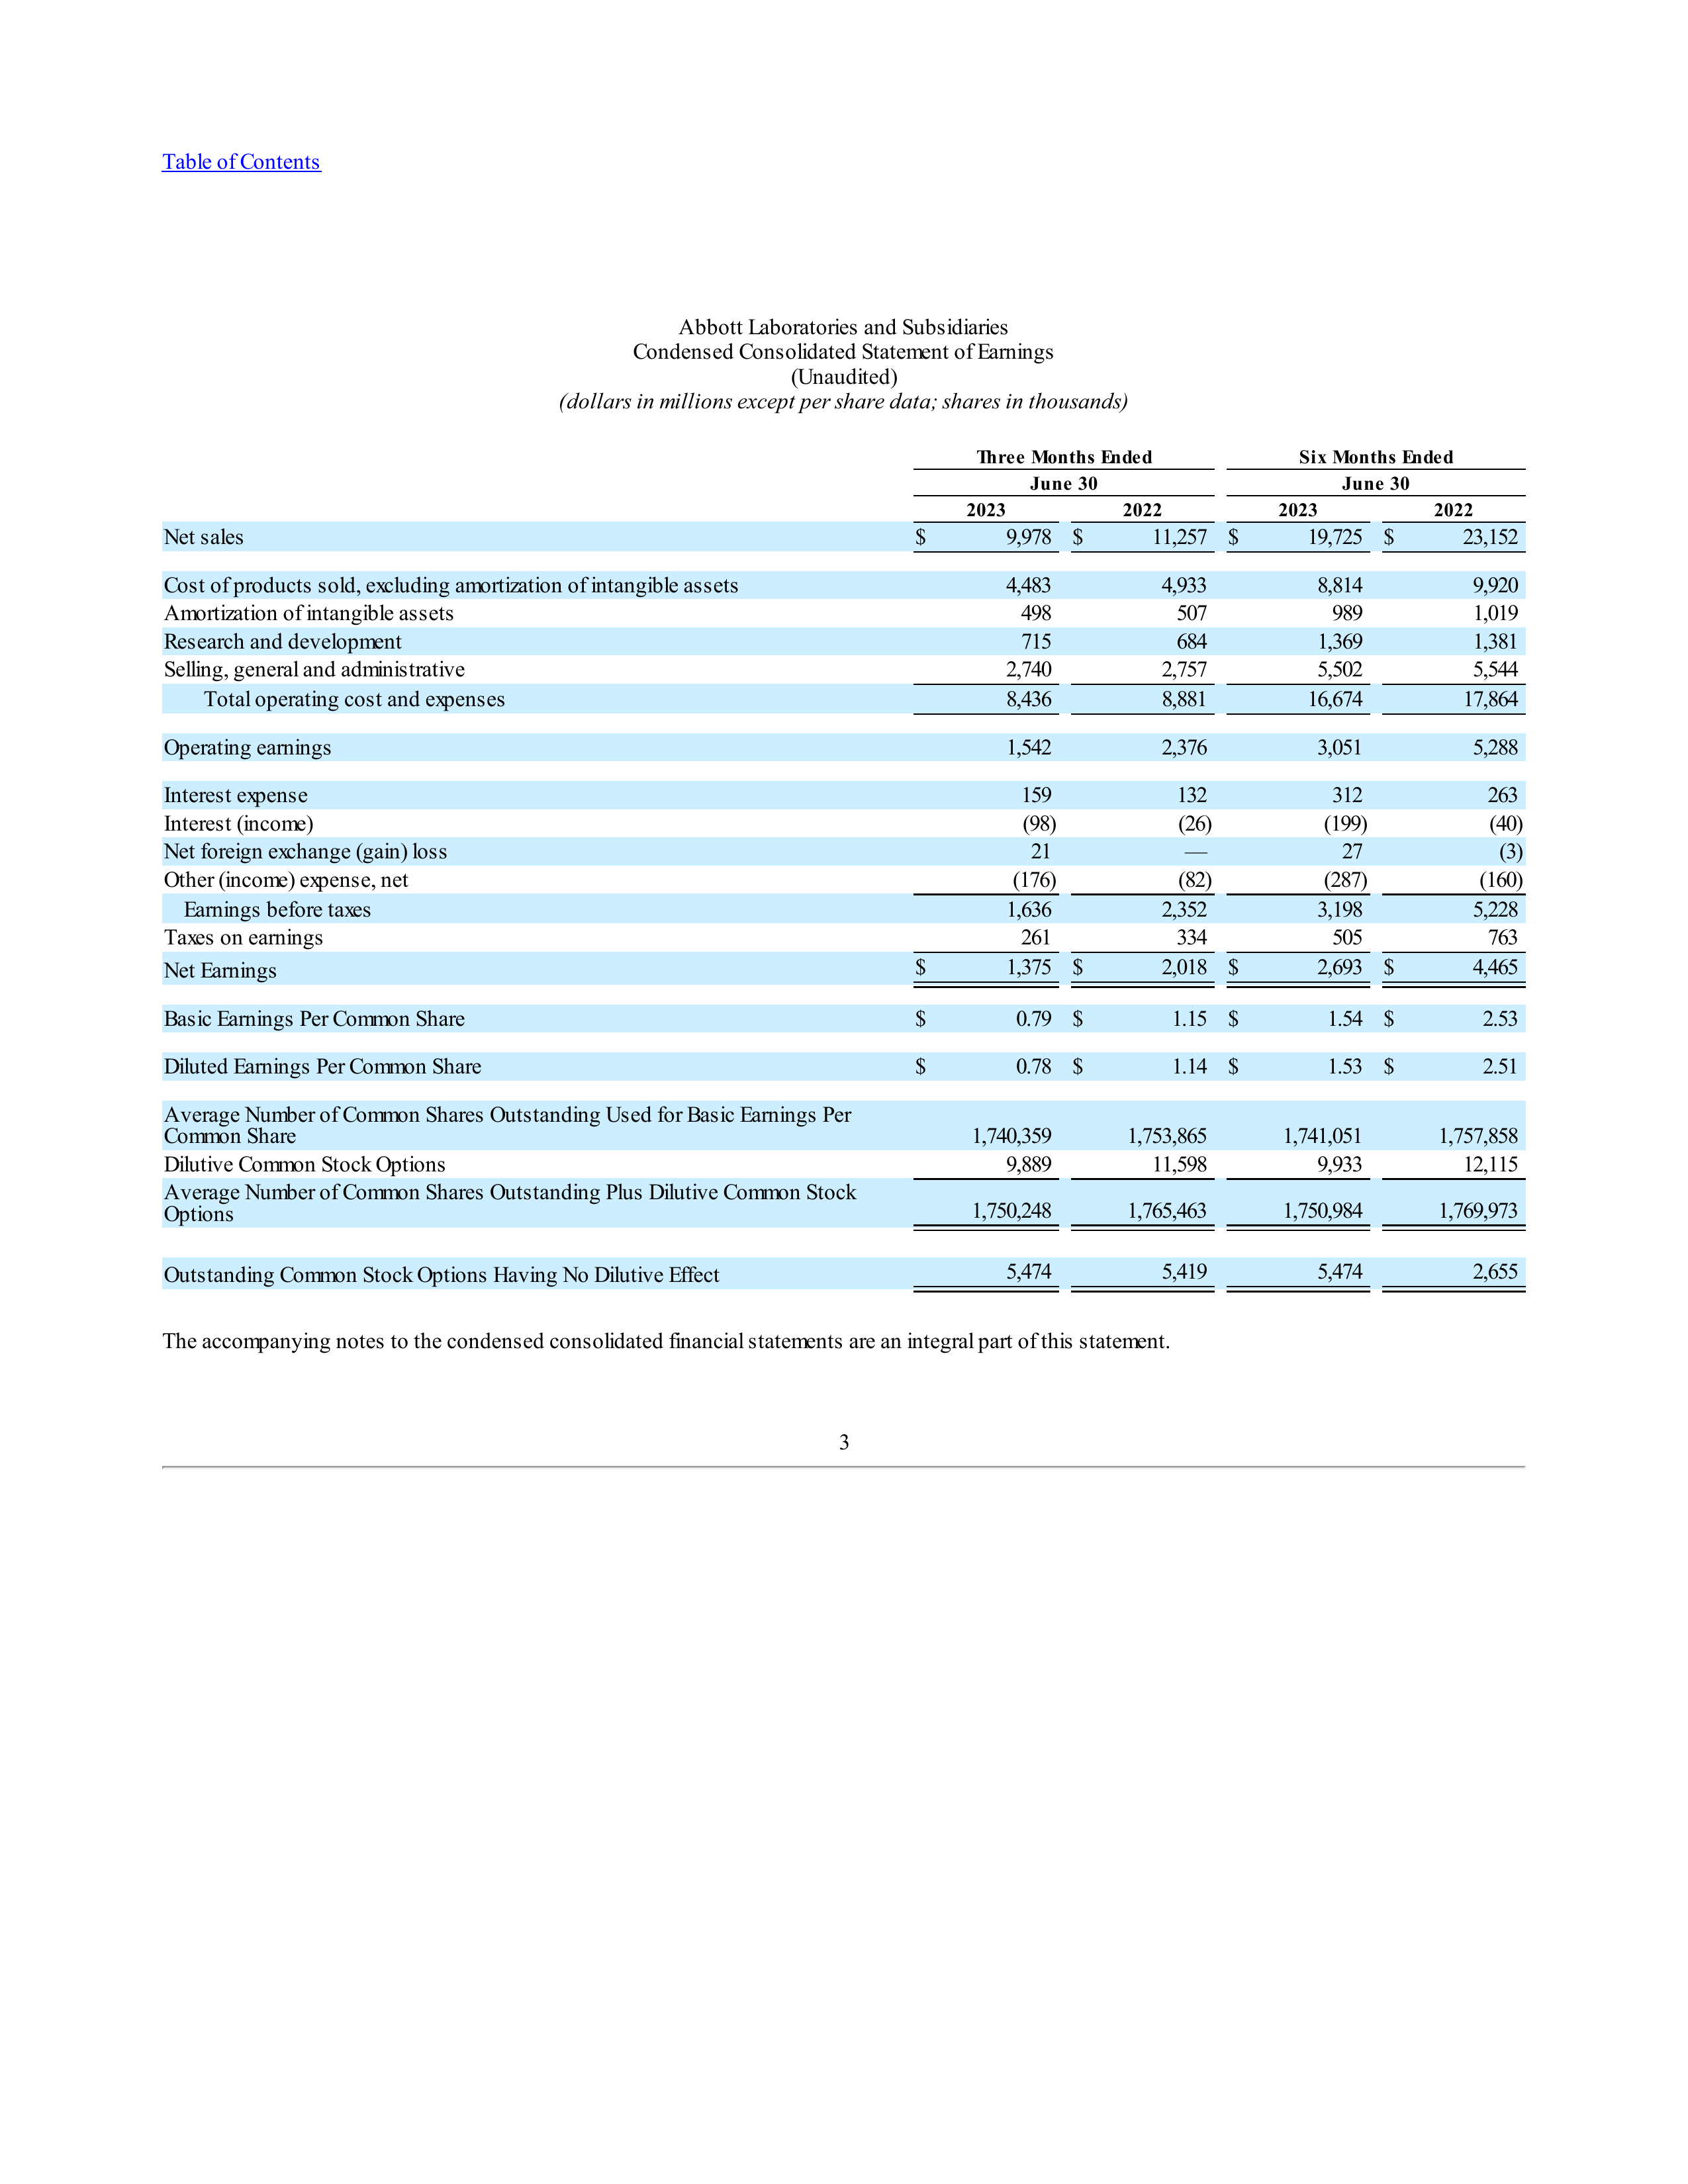 Table of Contents
Abbott Laboratories and Subsidiaries
Condensed Consolidated Statement of Earnings
(Unaudited)
(dollars in millions except per share data; shares in thousands)
Three Months Ended Six Months Ended
June 30 June 30
2023 2022 2023 2022
Net sales $ 9,978 $ 11,257 $ 19,725 $ 23,152
Cost of products sold, excluding amortization of intangible assets 4,483 4,933 8,814 9,920
Amortization of intangible assets 498 507 989 1,019
Research and development 715 684 1,369 1,381
Selling, general and administrative 2,740 2,757 5,502 5,544
Total operating cost and expenses 8,436 8,881 16,674 17,864
Operating earnings 1,542 2,376 3,051 5,288
Interest expense 159 132 312 263
Interest (income) (98) (26) (199) (40)
Net foreign exchange (gain) loss 21 — 27 (3)
Other (income) expense, net (176) (82) (287) (160)
Earnings before taxes 1,636 2,352 3,198 5,228
Taxes on earnings 261 334 505 763
Net Earnings $ 1,375 $ 2,018 $ 2,693 $ 4,465
Basic Earnings Per Common Share $ 0.79 $ 1.15 $ 1.54 $ 2.53
Diluted Earnings Per Common Share $ 0.78 $ 1.14 $ 1.53 $ 2.51
Average Number of Common Shares Outstanding Used for Basic Earnings Per
Common Share 1,740,359 1,753,865 1,741,051 1,757,858
Dilutive Common Stock Options 9,889 11,598 9,933 12,115
Average Number of Common Shares Outstanding Plus Dilutive Common Stock
Options 1,750,248 1,765,463 1,750,984 1,769,973
Outstanding Common Stock Options Having No Dilutive Effect 5,474 5,419 5,474 2,655
The accompanying notes to the condensed consolidated financial statements are an integral part of this statement.
3